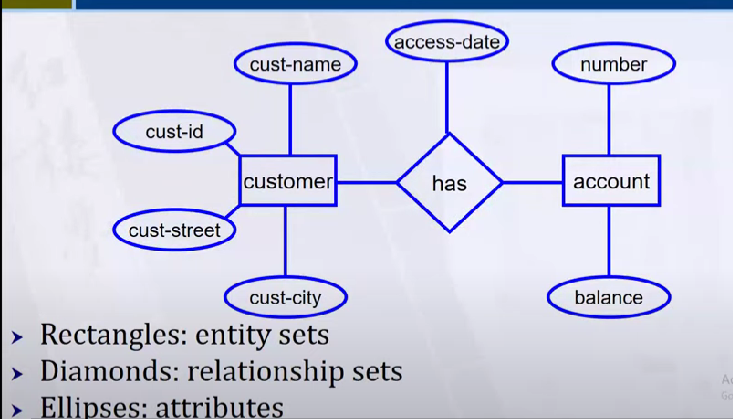 access-date
cust-name
number
cust-id
customer
has
account
cust-street
cust-city
balance
➤ Rectangles: entity sets
➤ Diamonds: relationship sets
➤ Ellipses: attributes